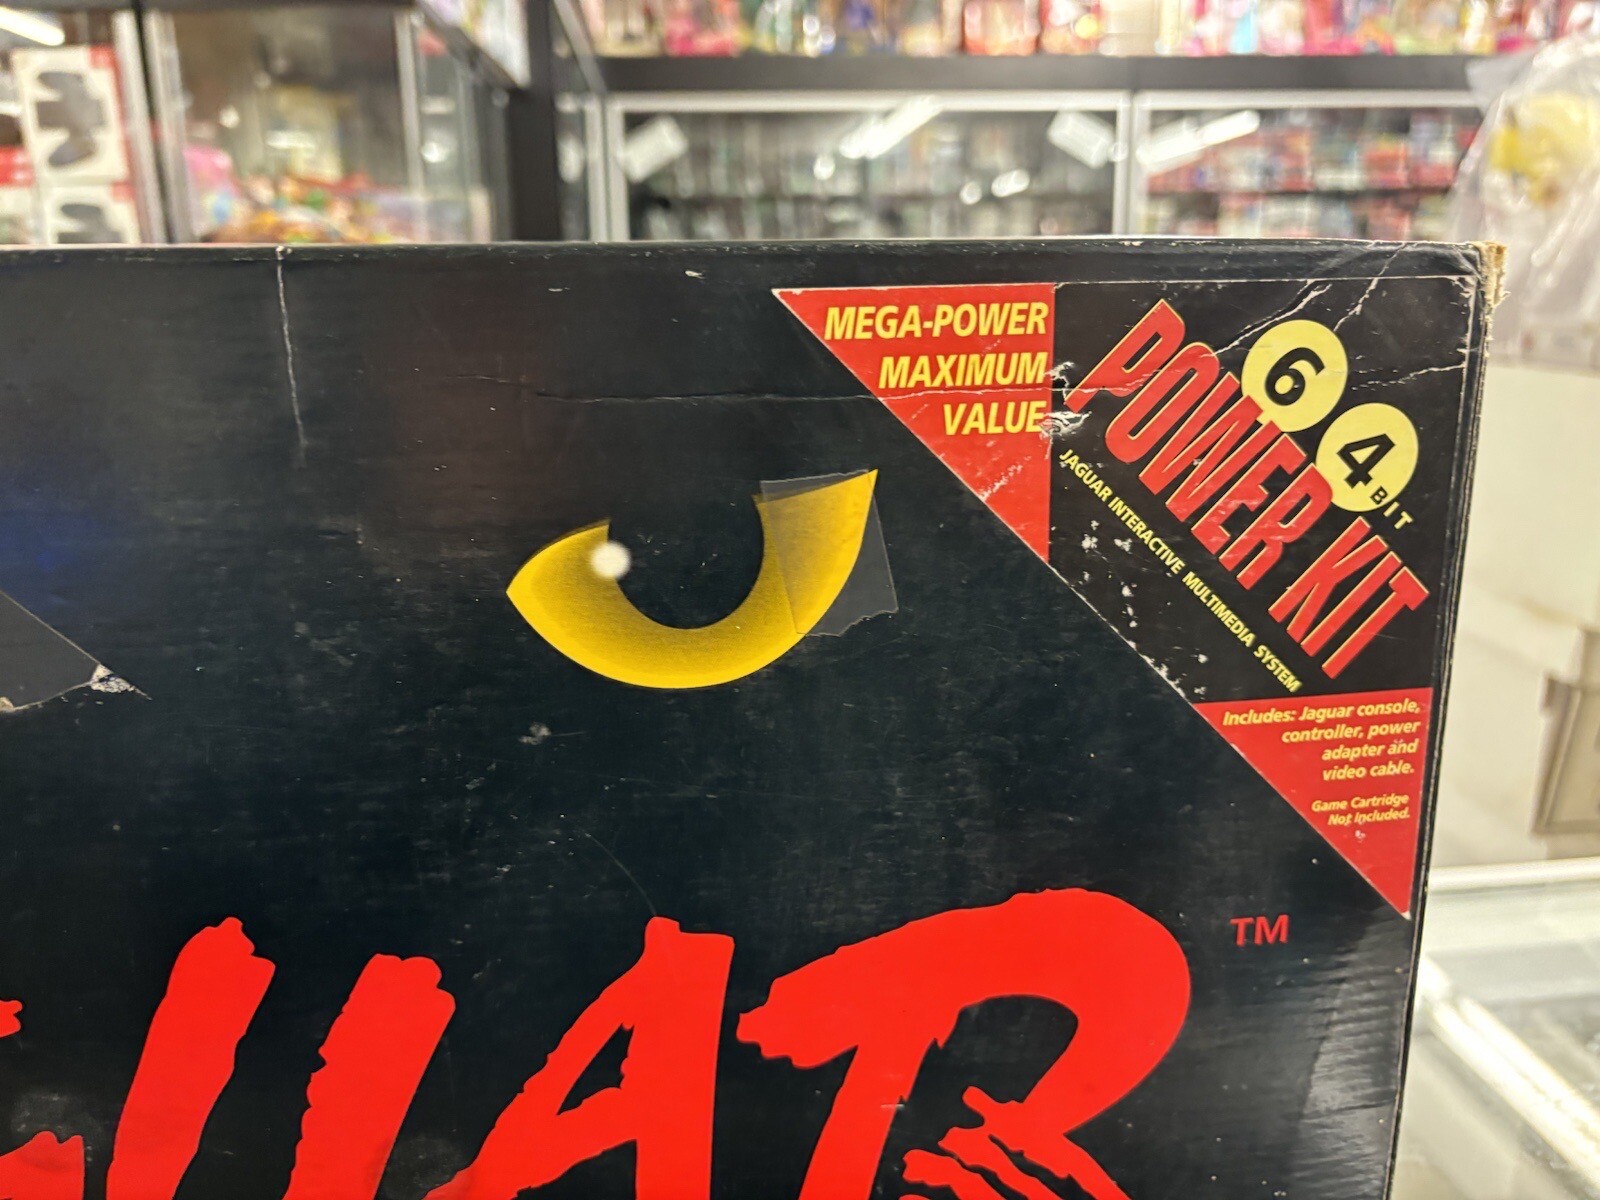 MEGA-POWER
MAXIMUM
VALUE
64
BIT
POWER KIT
JAGUAR INTERACTIVE MULTIMEDIA SYSTEM
Includes: Jaguar console,
controller, power
adapter and
video cable.
Game Cartridge
Not Included.
GUAR
TM